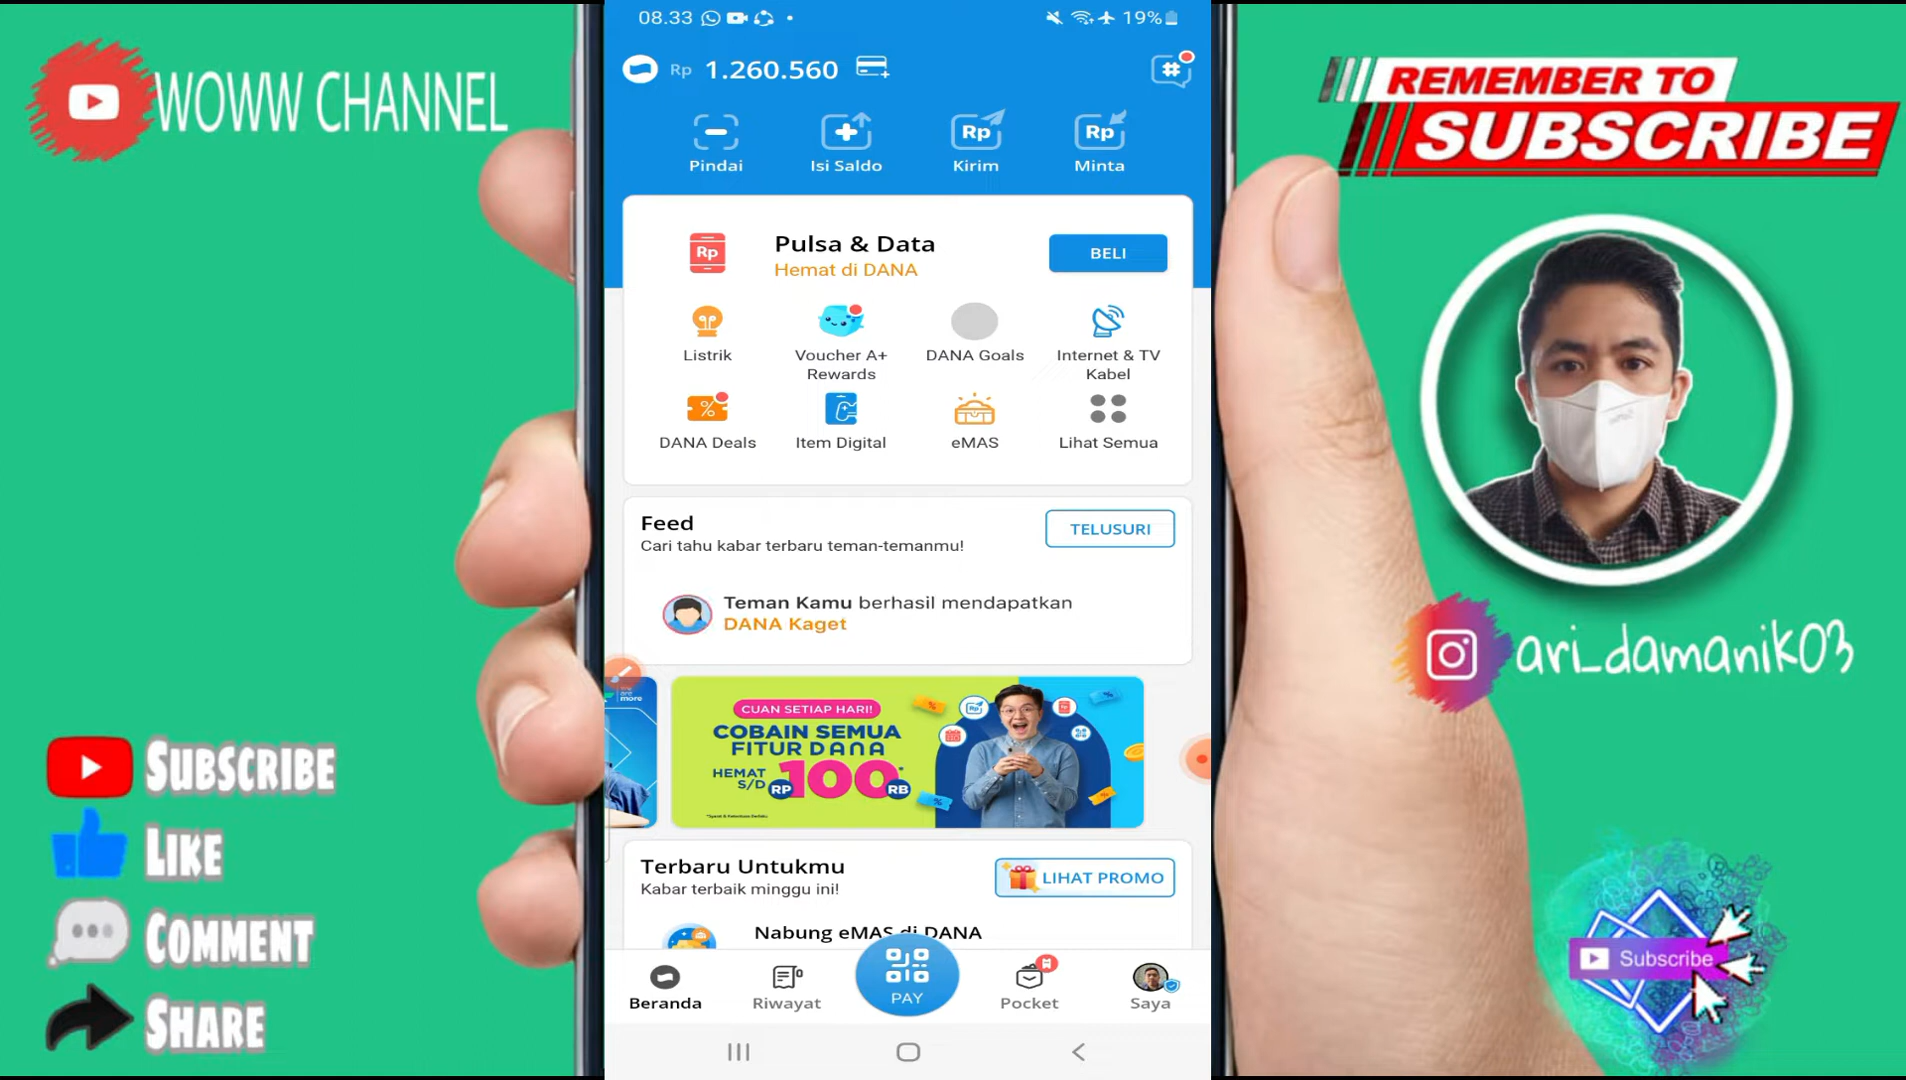 WOWW CHANNEL
REMEMBER TO
SUBSCRIBE
08.33
19%
Rp 1.260.560
Pindai
Isi Saldo
Rp
Kirim
Rp
Minta
Rp
Pulsa & Data
Hemat di DANA
BELI
Listrik
Voucher A+
Rewards
DANA Goals
Internet & TV
Kabel
DANA Deals
Item Digital
eMAS
Lihat Semua
Feed
Cari tahu kabar terbaru teman-temanmu!
TELUSURI
Teman Kamu berhasil mendapatkan
DANA Kaget
more
CUAN SETIAP HARI!
COBAIN SEMUA
FITUR DANA
HEMAT
S/D
RP 100 RB
Terbaru Untukmu
Kabar terbaik minggu ini!
LIHAT PROMO
Nabung eMAS di DANA
Beranda
Riwayat
PAY
Pocket
Saya
ari_damanik03
SUBSCRIBE
LIKE
COMMENT
SHARE
Subscribe